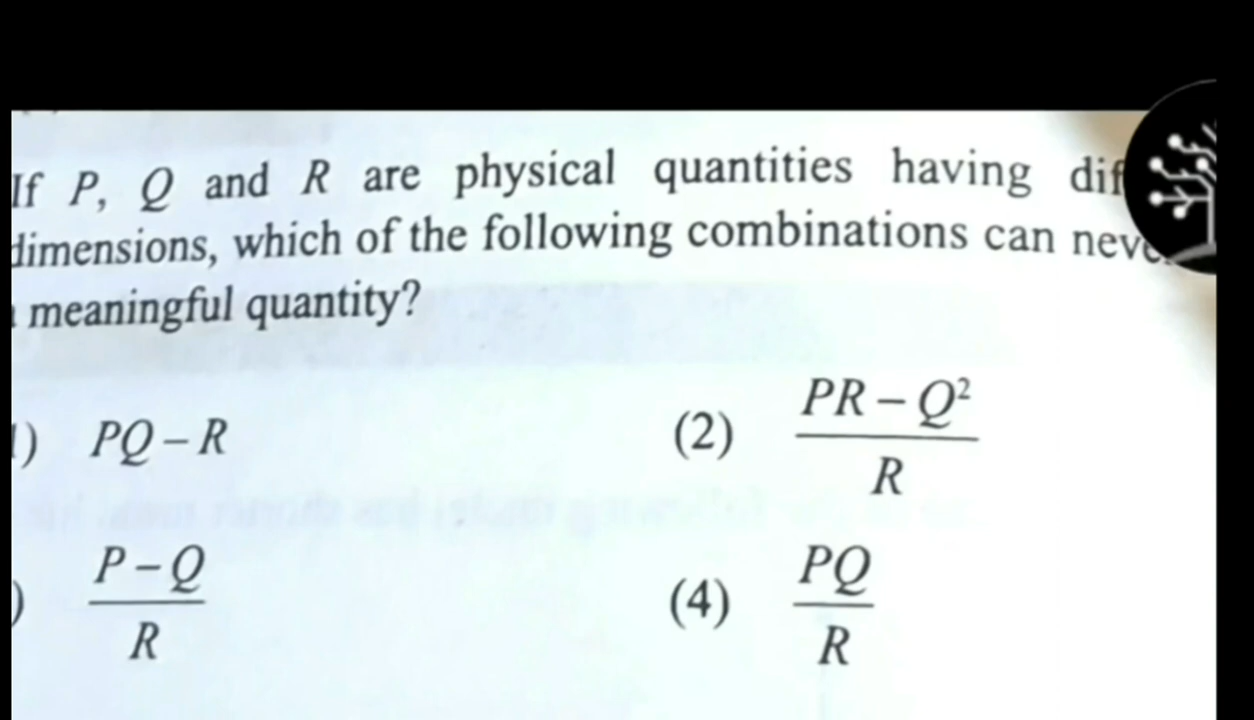 If P, Q and R are physical quantities having dif
dimensions, which of the following combinations can neve
meaningful quantity?
1) PQ – R (2) (PR – Q²)/R
) (P – Q)/R (4) PQ/R